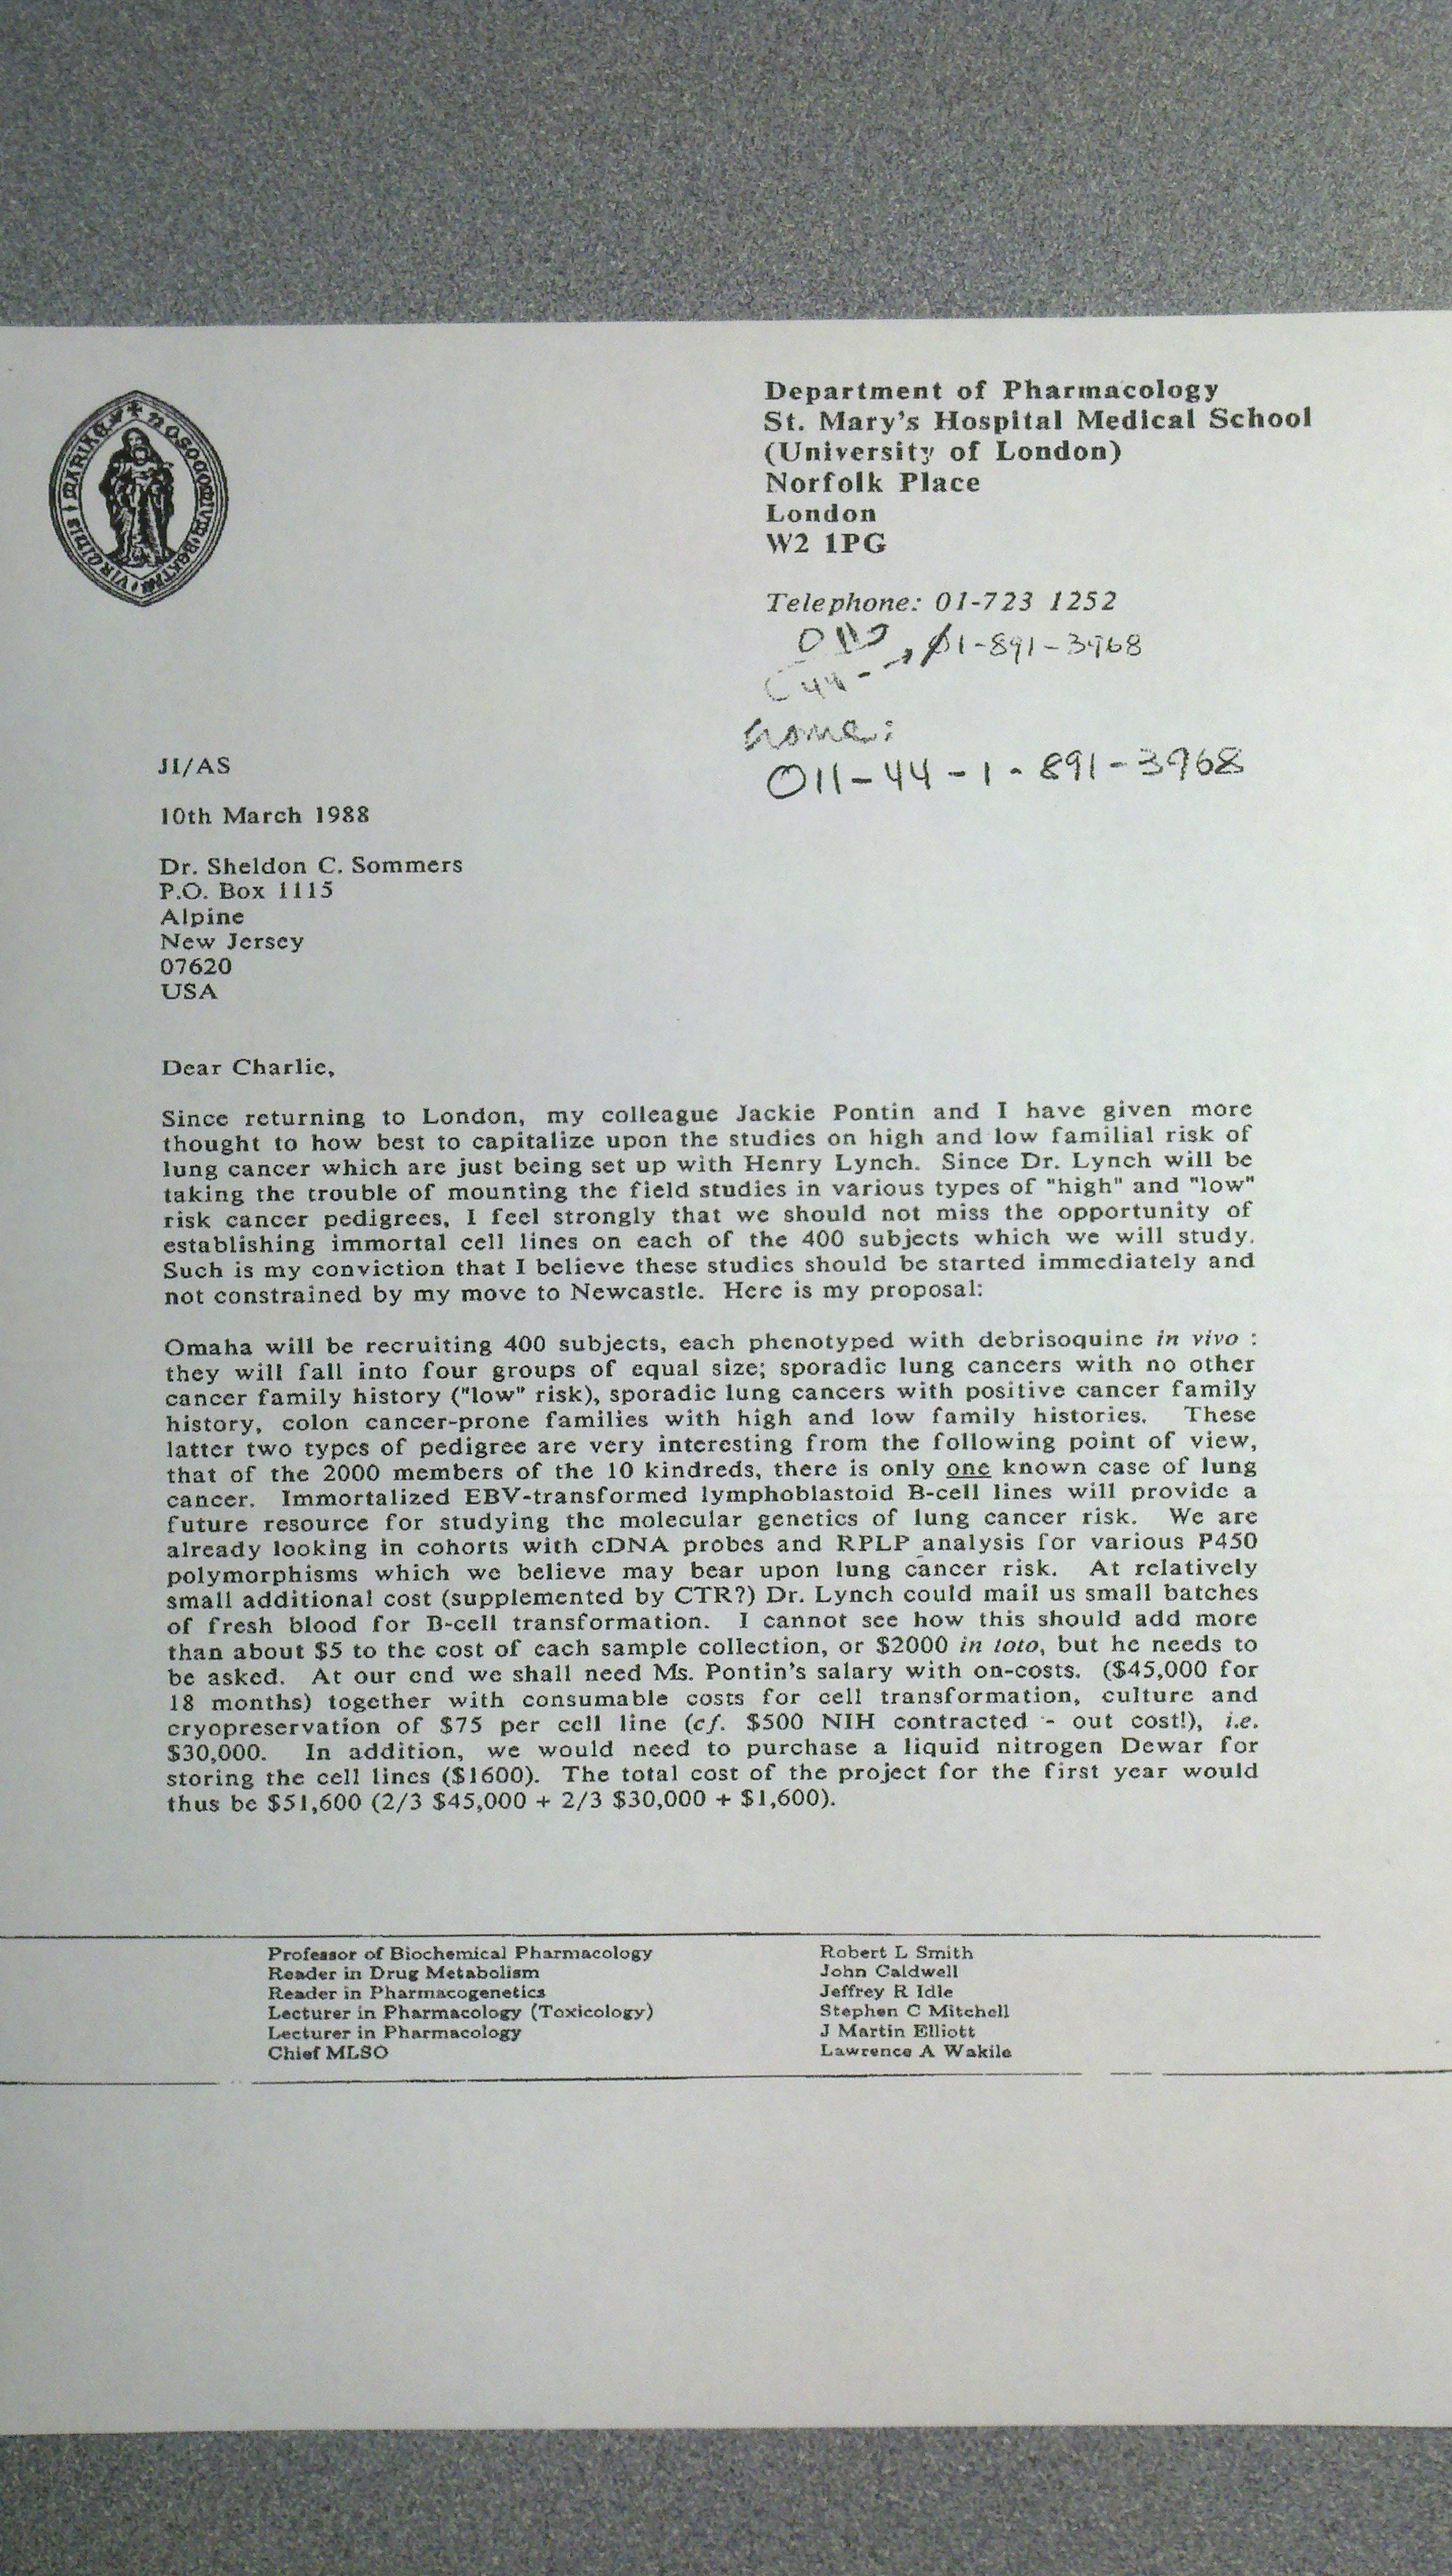 Department of Pharmacology
St. Mary's Hospital Medical School
(University of London)
Norfolk Place
London
W2 1PG
Telephone: 01-723 1252
011
01-891-3968
(44-
home:
011-44-1-891-3968
JI/AS
10th March 1988
Dr. Sheldon C. Sommers
P.O. Box 1115
Alpine
New Jersey
07620
USA
Dear Charlie,
Since returning to London, my colleague Jackie Pontin and I have given more
thought to how best to capitalize upon the studies on high and low familial risk of
lung cancer which are just being set up with Henry Lynch. Since Dr. Lynch will be
taking the trouble of mounting the field studies in various types of "high" and "low"
risk cancer pedigrees, I feel strongly that we should not miss the opportunity of
establishing immortal cell lines on each of the 400 subjects which we will study.
Such is my conviction that I believe these studies should be started immediately and
not constrained by my move to Newcastle. Here is my proposal:
Omaha will be recruiting 400 subjects, each phenotyped with debrisoquine in vivo :
they will fall into four groups of equal size; sporadic lung cancers with no other
cancer family history ("low" risk), sporadic lung cancers with positive cancer family
history, colon cancer-prone families with high and low family histories. These
latter two types of pedigree are very interesting from the following point of view,
that of the 2000 members of the 10 kindreds, there is only one known case of lung
cancer. Immortalized EBV-transformed lymphoblastoid B-cell lines will provide a
future resource for studying the molecular genetics of lung cancer risk. We are
already looking in cohorts with cDNA probes and RPLP analysis for various P450
polymorphisms which we believe may bear upon lung cancer risk. At relatively
small additional cost (supplemented by CTR?) Dr. Lynch could mail us small batches
of fresh blood for B-cell transformation. I cannot see how this should add more
than about $5 to the cost of each sample collection, or $2000 in toto, but he needs to
be asked. At our end we shall need Ms. Pontin's salary with on-costs. ($45,000 for
18 months) together with consumable costs for cell transformation, culture and
cryopreservation of $75 per cell line (cf. $500 NIH contracted - out cost!), i.e.
$30,000. In addition, we would need to purchase a liquid nitrogen Dewar for
storing the cell lines ($1600). The total cost of the project for the first year would
thus be $51,600 (2/3 $45,000 + 2/3 $30,000 + $1,600).
Professor of Biochemical Pharmacology Robert L Smith
Reader in Drug Metabolism John Caldwell
Reader in Pharmacogenetics Jeffrey R Idle
Lecturer in Pharmacology (Toxicology) Stephen C Mitchell
Lecturer in Pharmacology J Martin Elliott
Chief MLSO Lawrence A Wakile